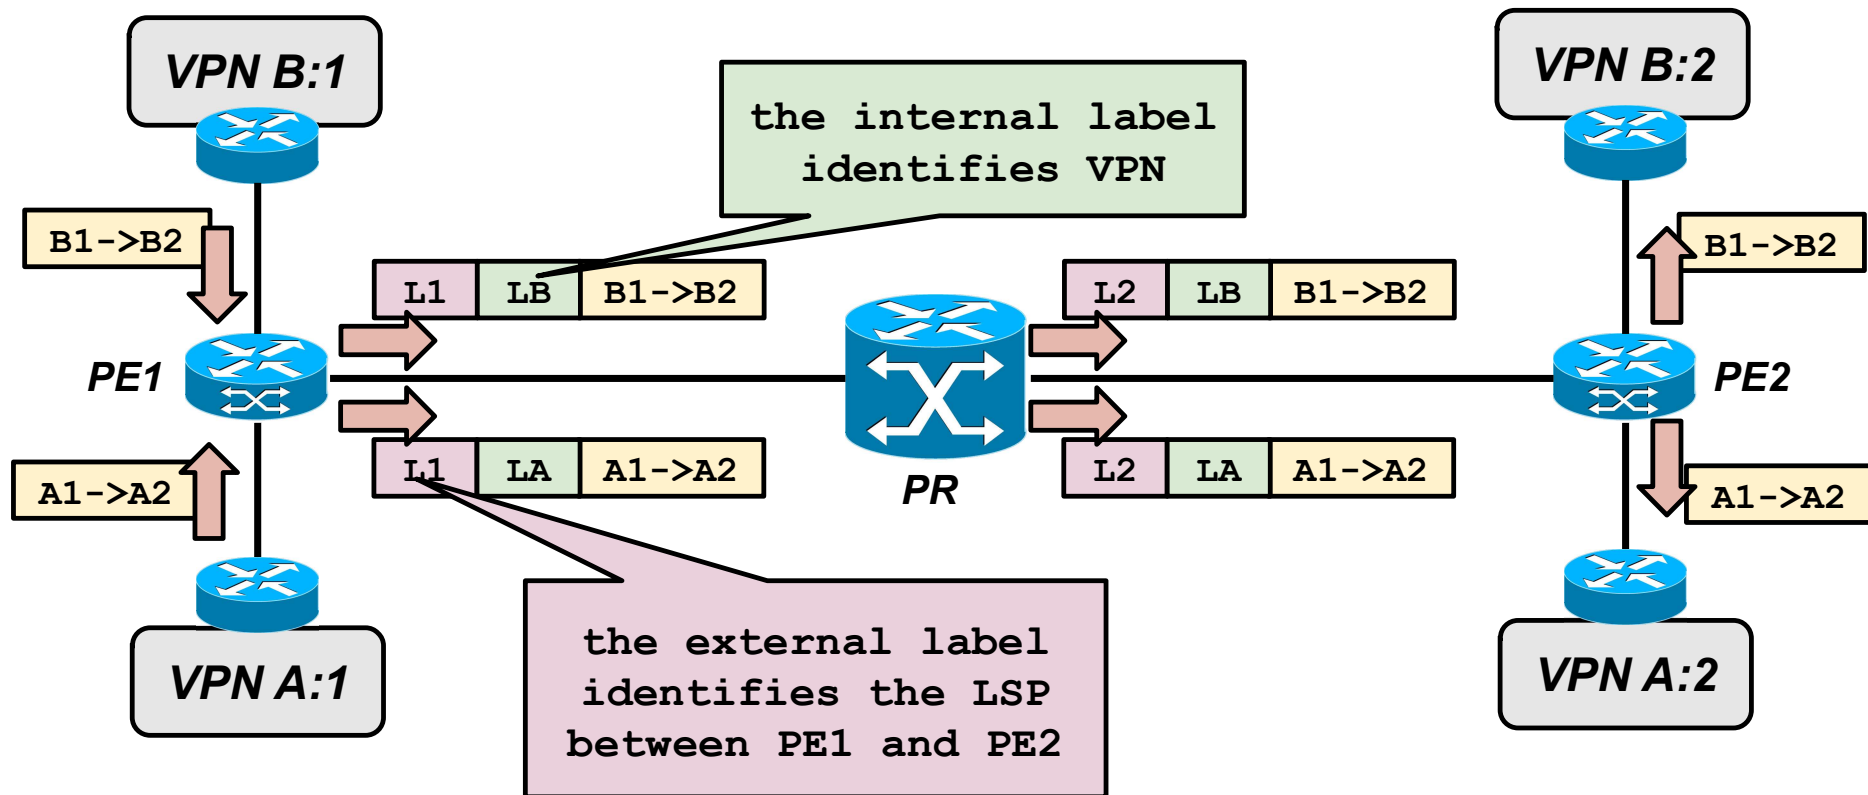 VPN B:1
VPN B:2
the internal label
identifies VPN
B1->B2
B1->B2
L1 LB B1->B2
L2 LB B1->B2
PE1
PE2
L1 LA A1->A2
L2 LA A1->A2
A1->A2
PR
A1->A2
the external label
identifies the LSP
between PE1 and PE2
VPN A:1
VPN A:2